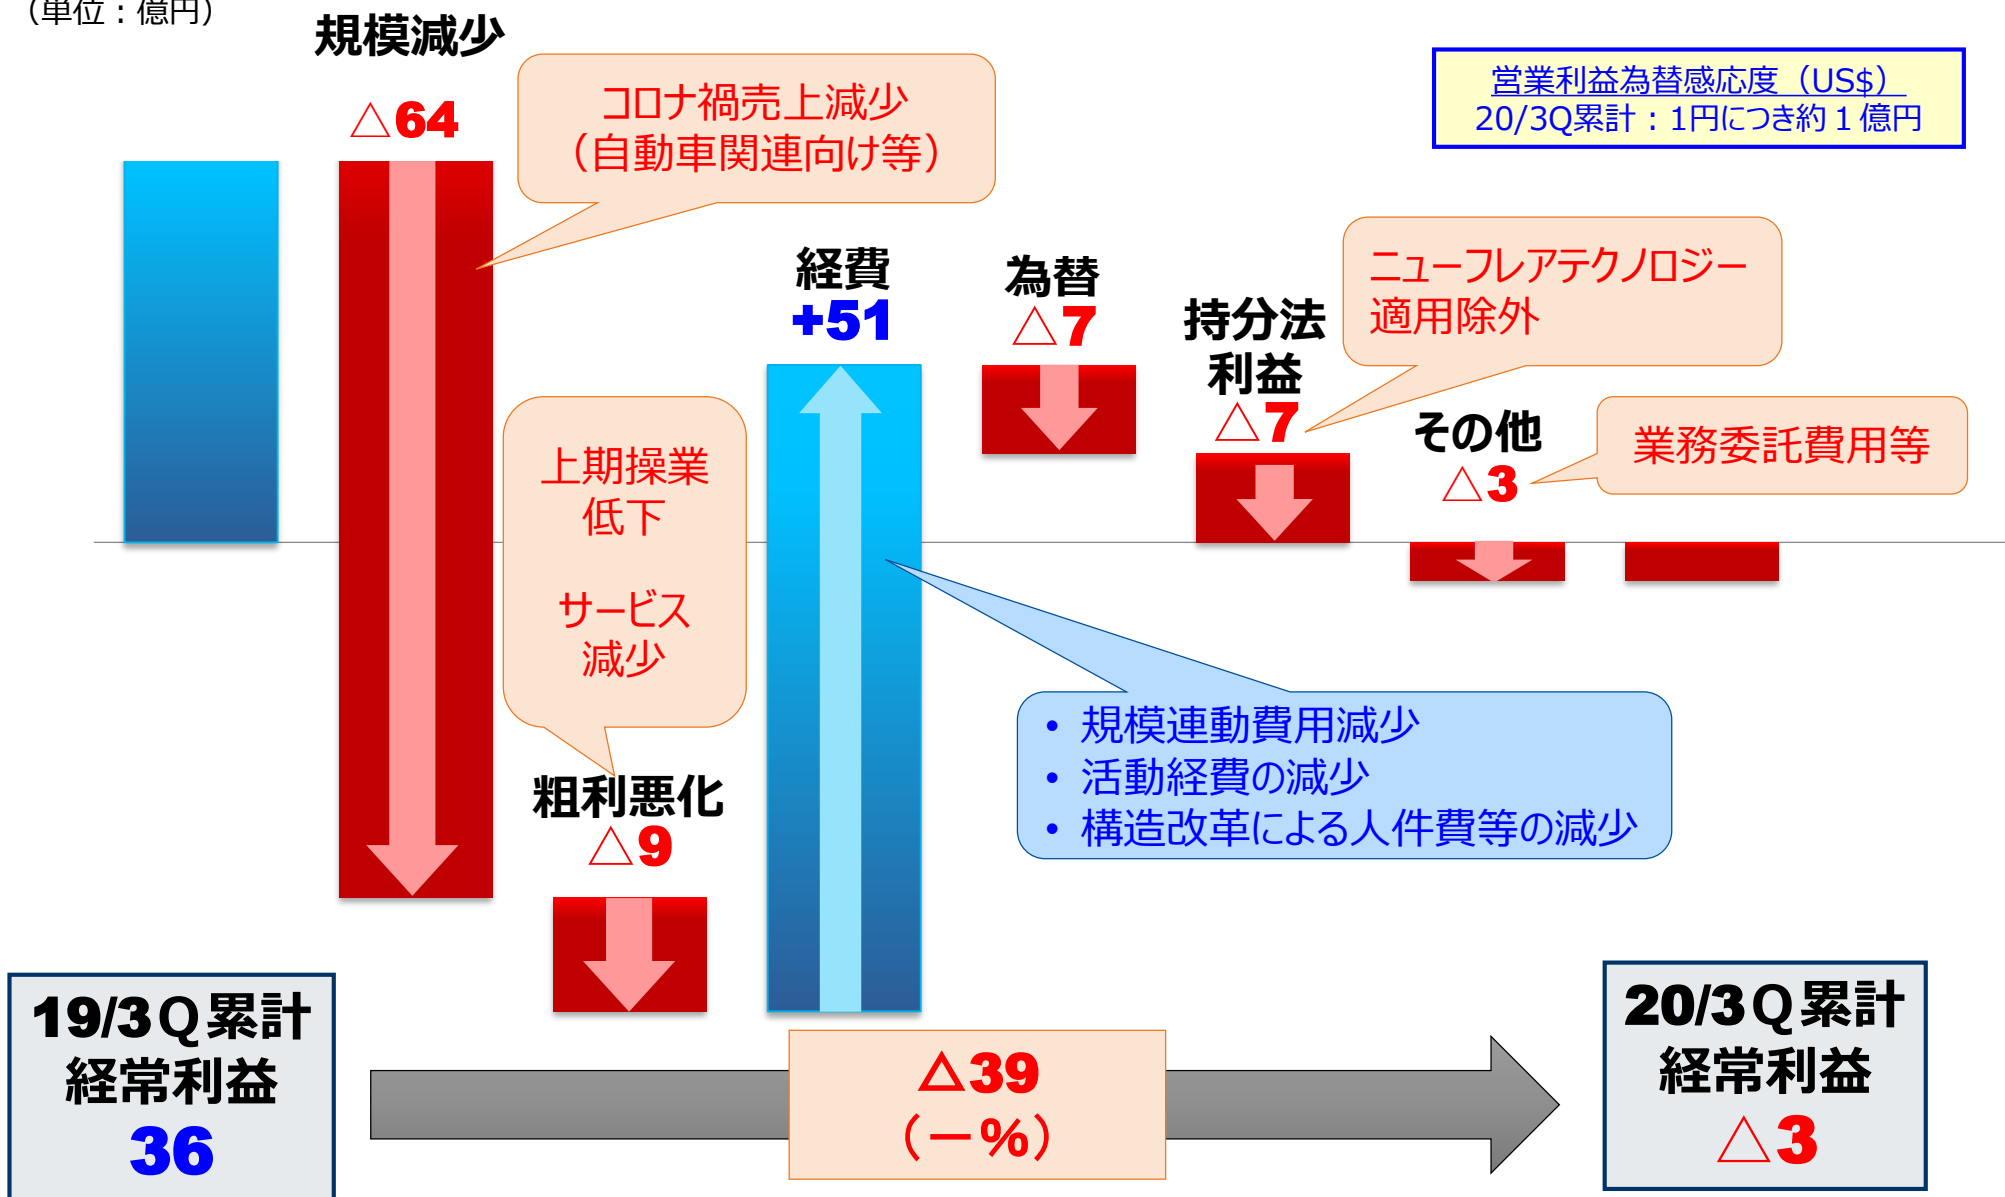 （単位：億円）
規模減少
△64
コロナ禍売上減少
（自動車関連向け等）
営業利益為替感応度（US$）
20/3Q累計：1円につき約１億円
経費
+51
為替
△7
持分法
利益
△7
ニューフレアテクノロジー
適用除外
その他
△3
業務委託費用等
上期操業
低下
サービス
減少
粗利悪化
△9
• 規模連動費用減少
• 活動経費の減少
• 構造改革による人件費等の減少
19/3Ｑ累計
経常利益
36
△39
（－%）
20/3Ｑ累計
経常利益
△3